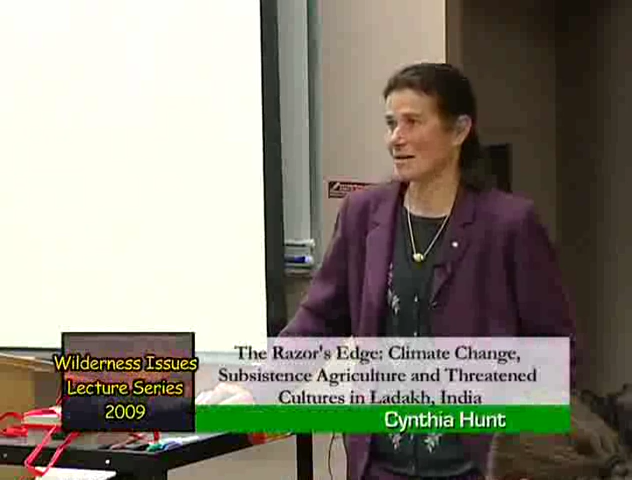 Wilderness Issues
Lecture Series
2009
The Razor's Edge: Climate Change,
Subsistence Agriculture and Threatened
Cultures in Ladakh, India
Cynthia Hunt